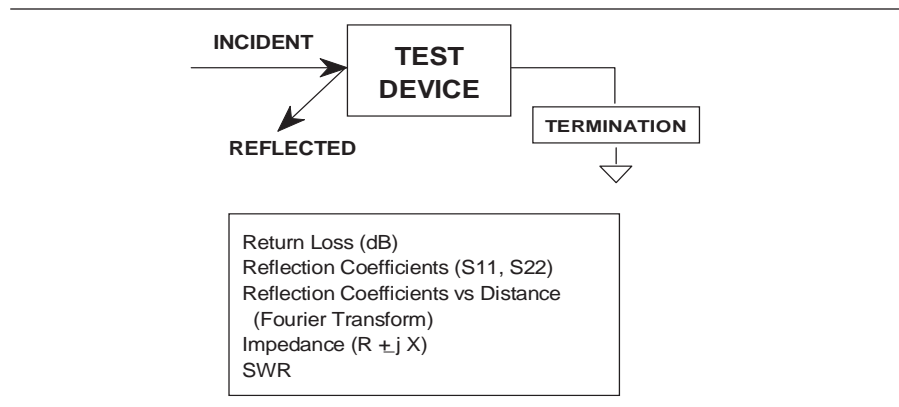 INCIDENT
TEST
DEVICE
TERMINATION
REFLECTED
Return Loss (dB)
Reflection Coefficients (S11, S22)
Reflection Coefficients vs Distance
(Fourier Transform)
Impedance (R ± j X)
SWR